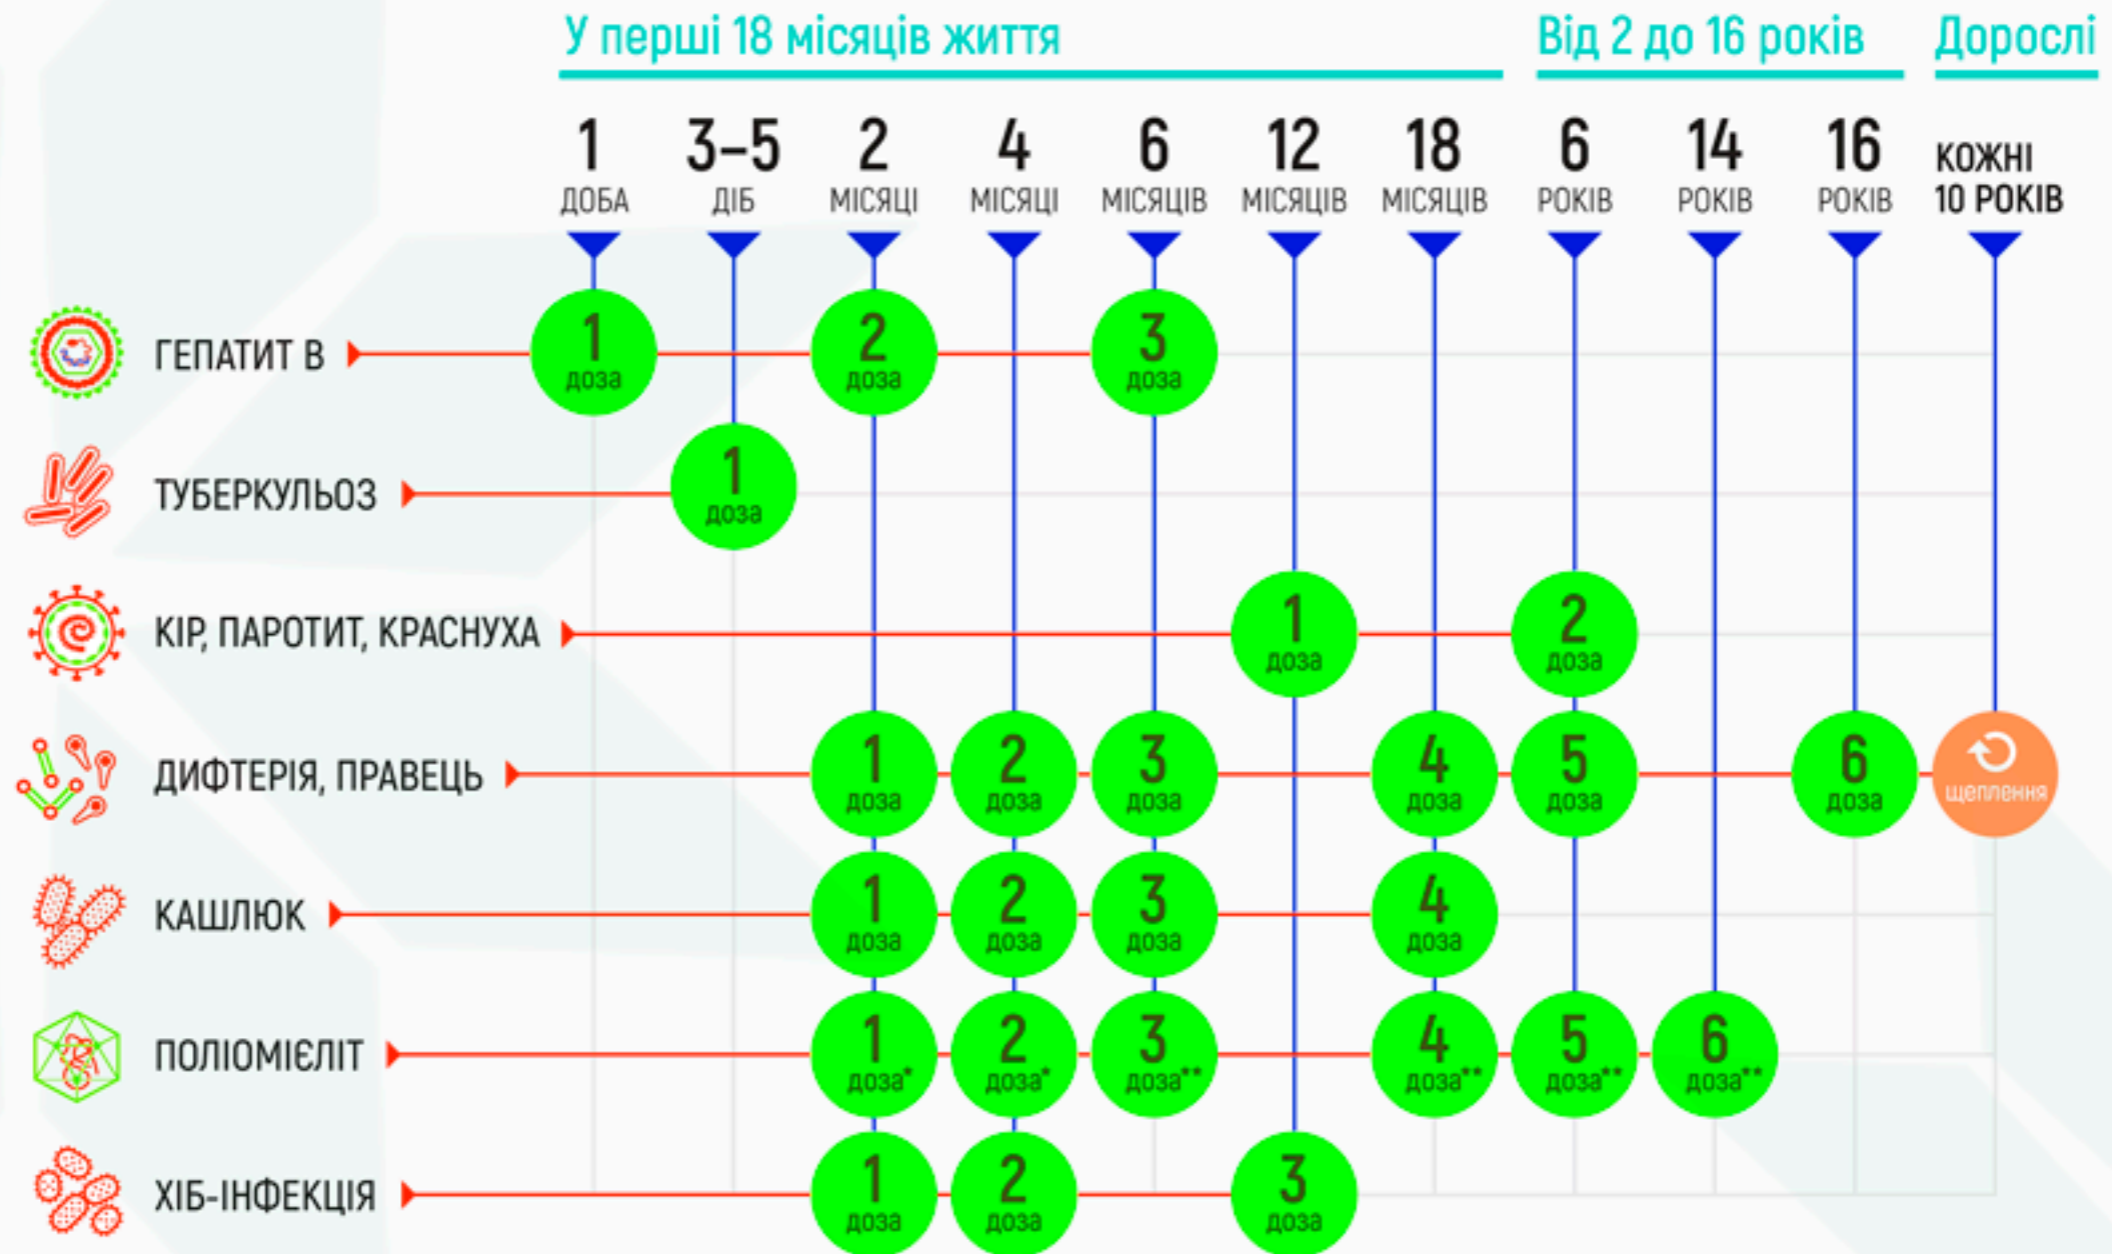 У перші 18 місяців життя
Від 2 до 16 років
Дорослі
1 3–5 2 4 6 12 18 6 14 16 КОЖНІ
ДОБА ДІБ МІСЯЦІ МІСЯЦІ МІСЯЦІВ МІСЯЦІВ МІСЯЦІВ РОКІВ РОКІВ РОКІВ 10 РОКІВ
ГЕПАТИТ В 1 2 3
доза доза доза
ТУБЕРКУЛЬОЗ 1
доза
КІР, ПАРОТИТ, КРАСНУХА 1 2
доза доза
ДИФТЕРІЯ, ПРАВЕЦЬ 1 2 3 4 5 6
доза доза доза доза доза доза щеплення
КАШЛЮК 1 2 3 4
доза доза доза доза
ПОЛІОМІЄЛІТ 1 2 3 4 5 6
доза* доза* доза** доза** доза** доза**
ХІБ-ІНФЕКЦІЯ 1 2 3
доза доза доза